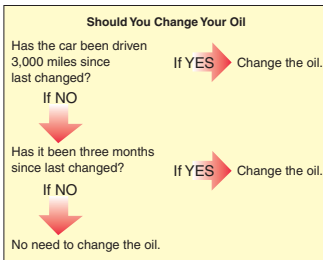 Should You Change Your Oil
Has the car been driven
3,000 miles since
last changed?
If YES
Change the oil.
If NO
Has it been three months
since last changed?
If YES
Change the oil.
If NO
No need to change the oil.